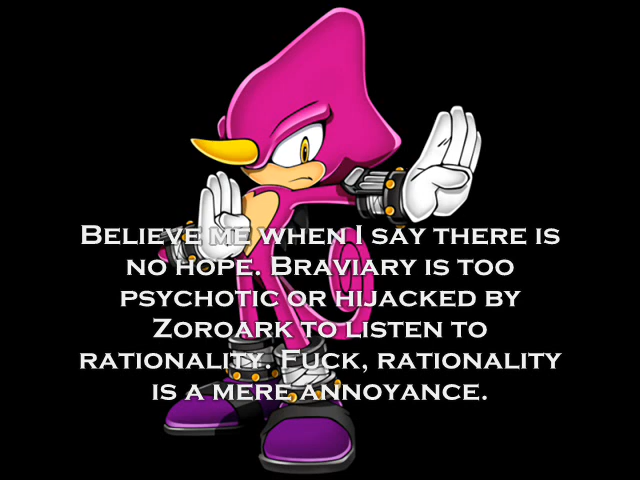 Believe me when I say there is
no hope. Braviary is too
psychotic or hijacked by
Zoroark to listen to
rationality. Fuck, rationality
is a mere annoyance.